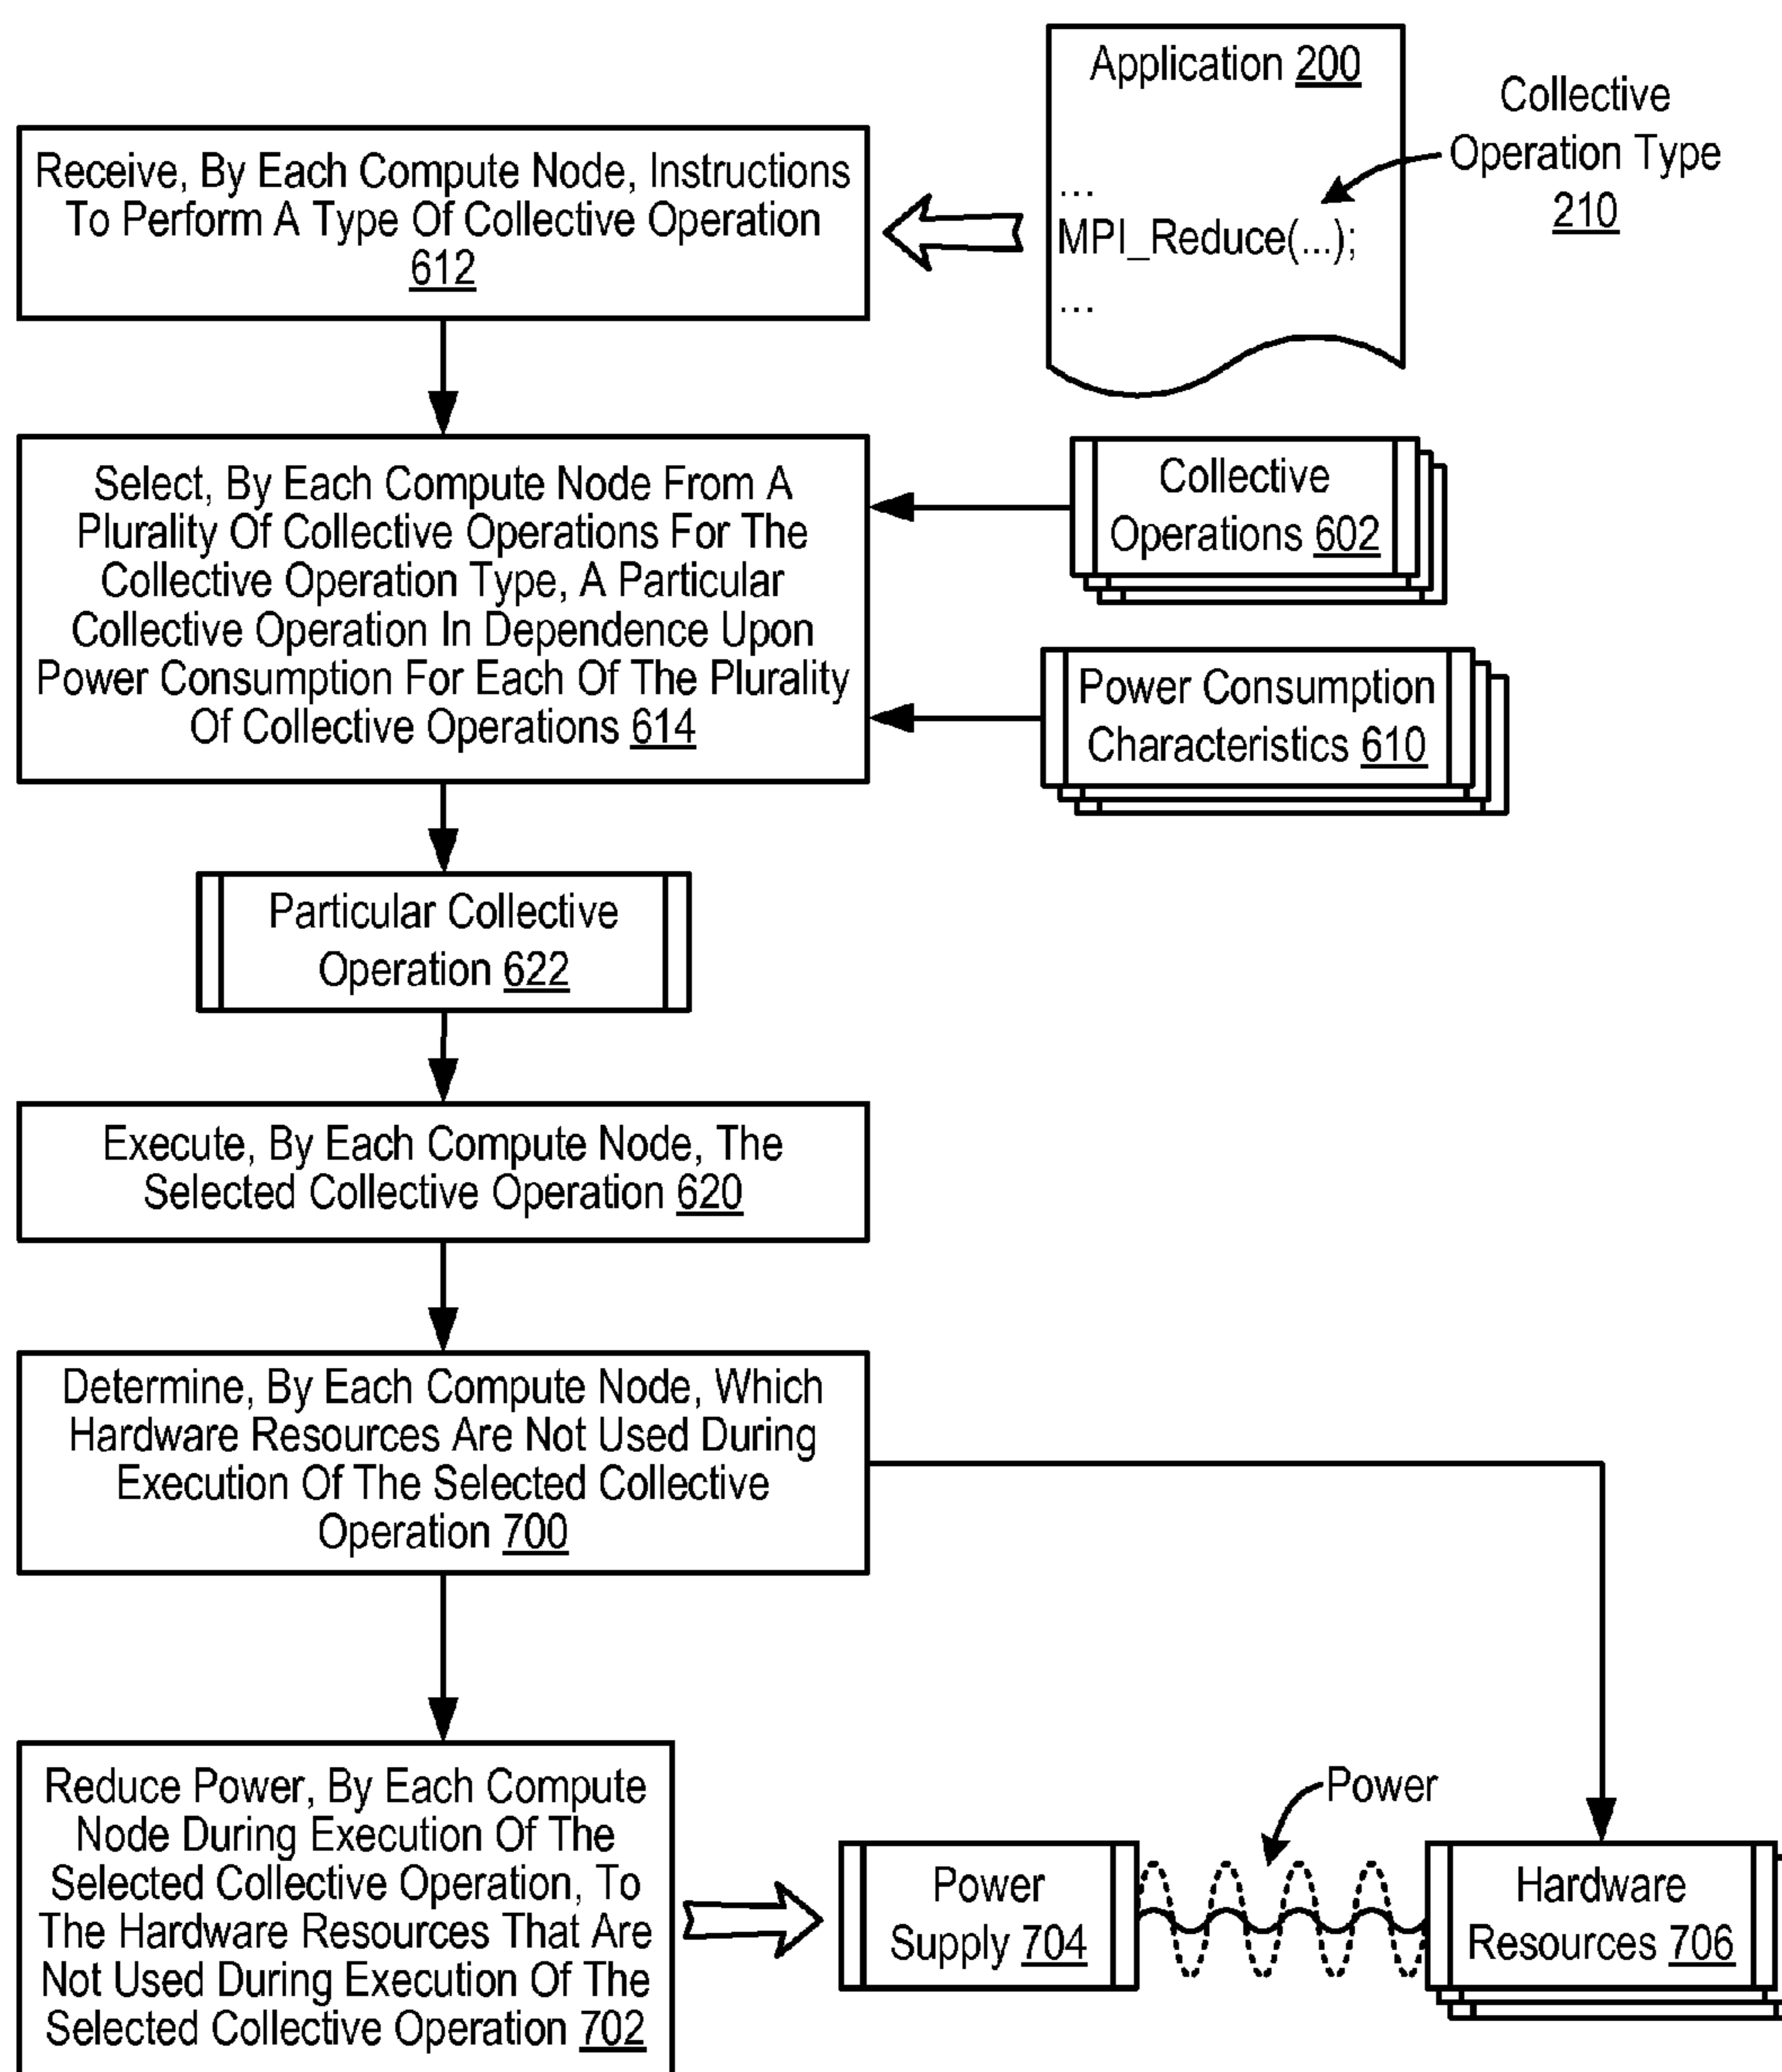 Application 200
...
MPI_Reduce(...);
...
Collective
Operation Type
210
Receive, By Each Compute Node, Instructions
To Perform A Type Of Collective Operation
612
Select, By Each Compute Node From A
Plurality Of Collective Operations For The
Collective Operation Type, A Particular
Collective Operation In Dependence Upon
Power Consumption For Each Of The Plurality
Of Collective Operations 614
Collective
Operations 602
Power Consumption
Characteristics 610
Particular Collective
Operation 622
Execute, By Each Compute Node, The
Selected Collective Operation 620
Determine, By Each Compute Node, Which
Hardware Resources Are Not Used During
Execution Of The Selected Collective
Operation 700
Reduce Power, By Each Compute
Node During Execution Of The
Selected Collective Operation, To
The Hardware Resources That Are
Not Used During Execution Of The
Selected Collective Operation 702
Power
Supply 704
Power
Hardware
Resources 706